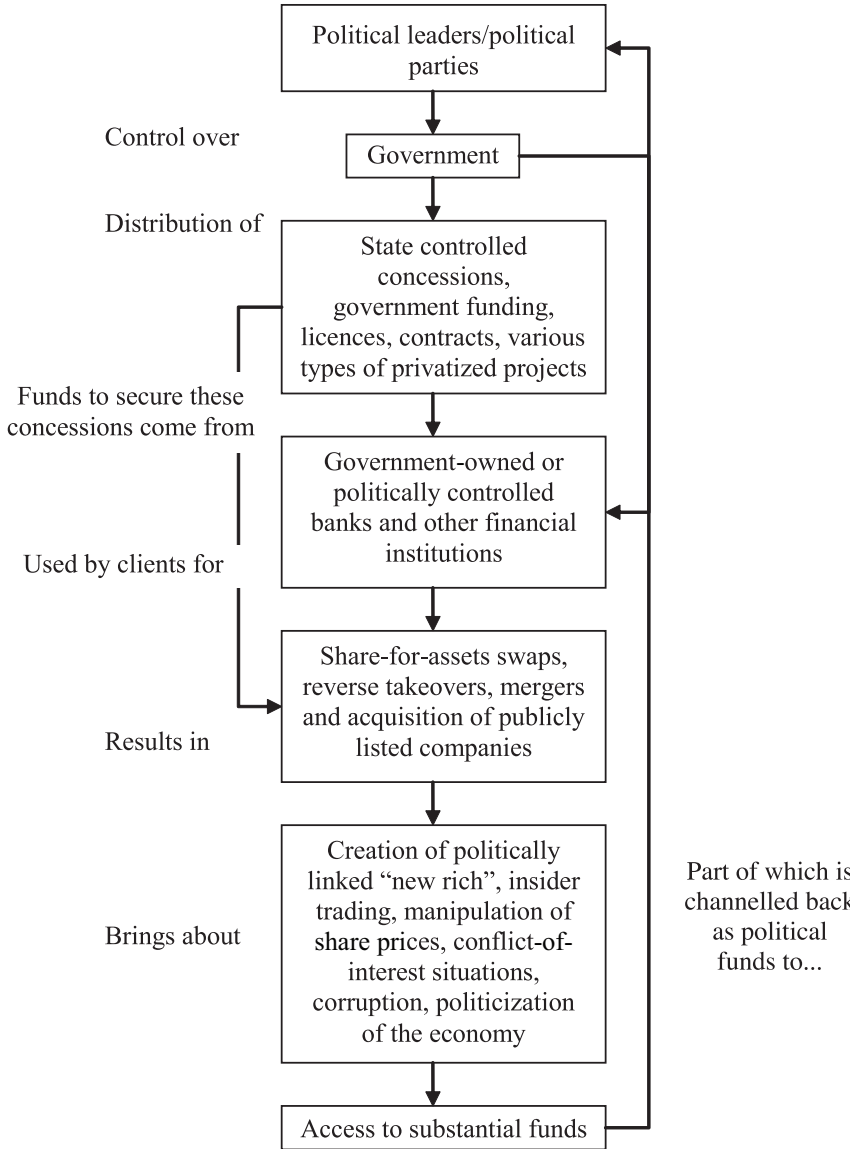 Political leaders/political
parties
Control over
Government
Distribution of
State controlled
concessions,
government funding,
licences, contracts, various
types of privatized projects
Funds to secure these
concessions come from
Government-owned or
politically controlled
banks and other financial
institutions
Used by clients for
Share-for-assets swaps,
reverse takeovers, mergers
and acquisition of publicly
listed companies
Results in
Creation of politically
linked “new rich”, insider
trading, manipulation of
share prices, conflict-of-
interest situations,
corruption, politicization
of the economy
Brings about
Part of which is
channelled back
as political
funds to...
Access to substantial funds